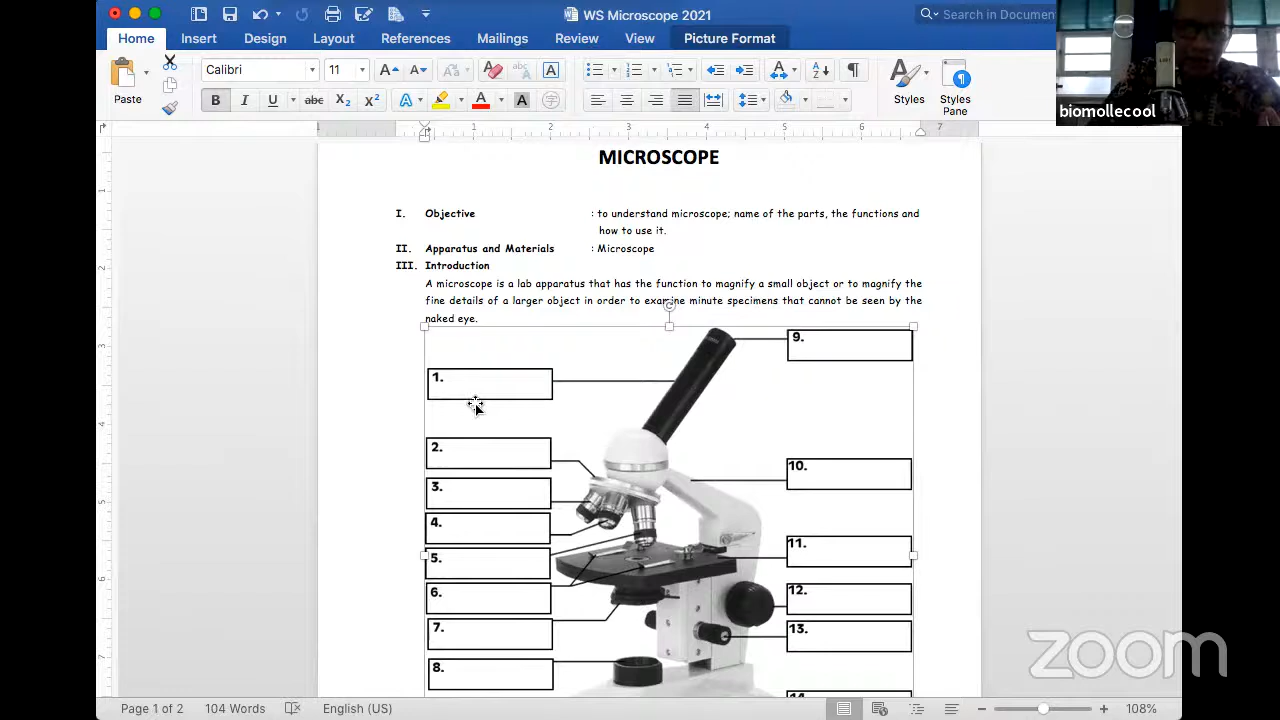 WS Microscope 2021
Search in Documen
Home Insert Design Layout References Mailings Review View Picture Format
Paste
Calibri 11
Styles
Styles Pane
biomollecool
MICROSCOPE
I. Objective : to understand microscope; name of the parts, the functions and
how to use it.
II. Apparatus and Materials : Microscope
III. Introduction
A microscope is a lab apparatus that has the function to magnify a small object or to magnify the
fine details of a larger object in order to examine minute specimens that cannot be seen by the
naked eye.
1.
2.
3.
4.
5.
6.
7.
8.
9.
10.
11.
12.
13.
zoom
Page 1 of 2 104 Words English (US) 108%